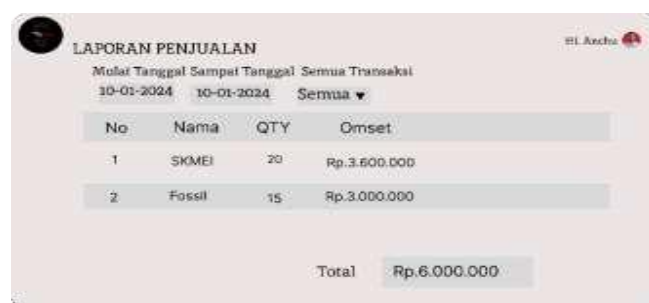 HI. Anchu
LAPORAN PENJUALAN
Mulai Tanggal Sampai Tanggal Semua Transaksi
10-01-2024 10-01-2024 Semua
No Nama QTY Omset
1 SKMEI 20 Rp.3.600.000
2 Fossil 15 Rp.3.000.000
Total Rp.6.000.000